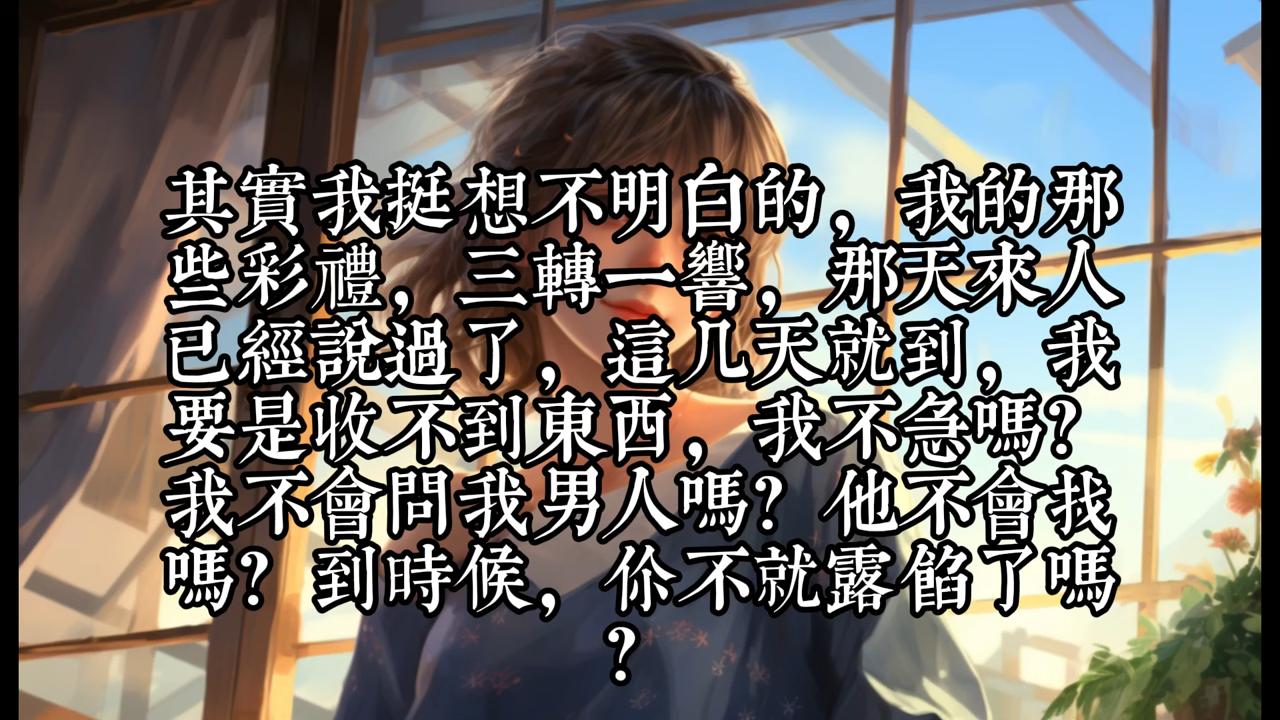 其實我挺想不明白的，我的那
些彩禮，三轉一響，那天來人
已經說過了，這几天就到，我
要是收不到東西，我不急嗎？
我不會問我男人嗎？他不會找
嗎？到時候，你不就露餡了嗎
？